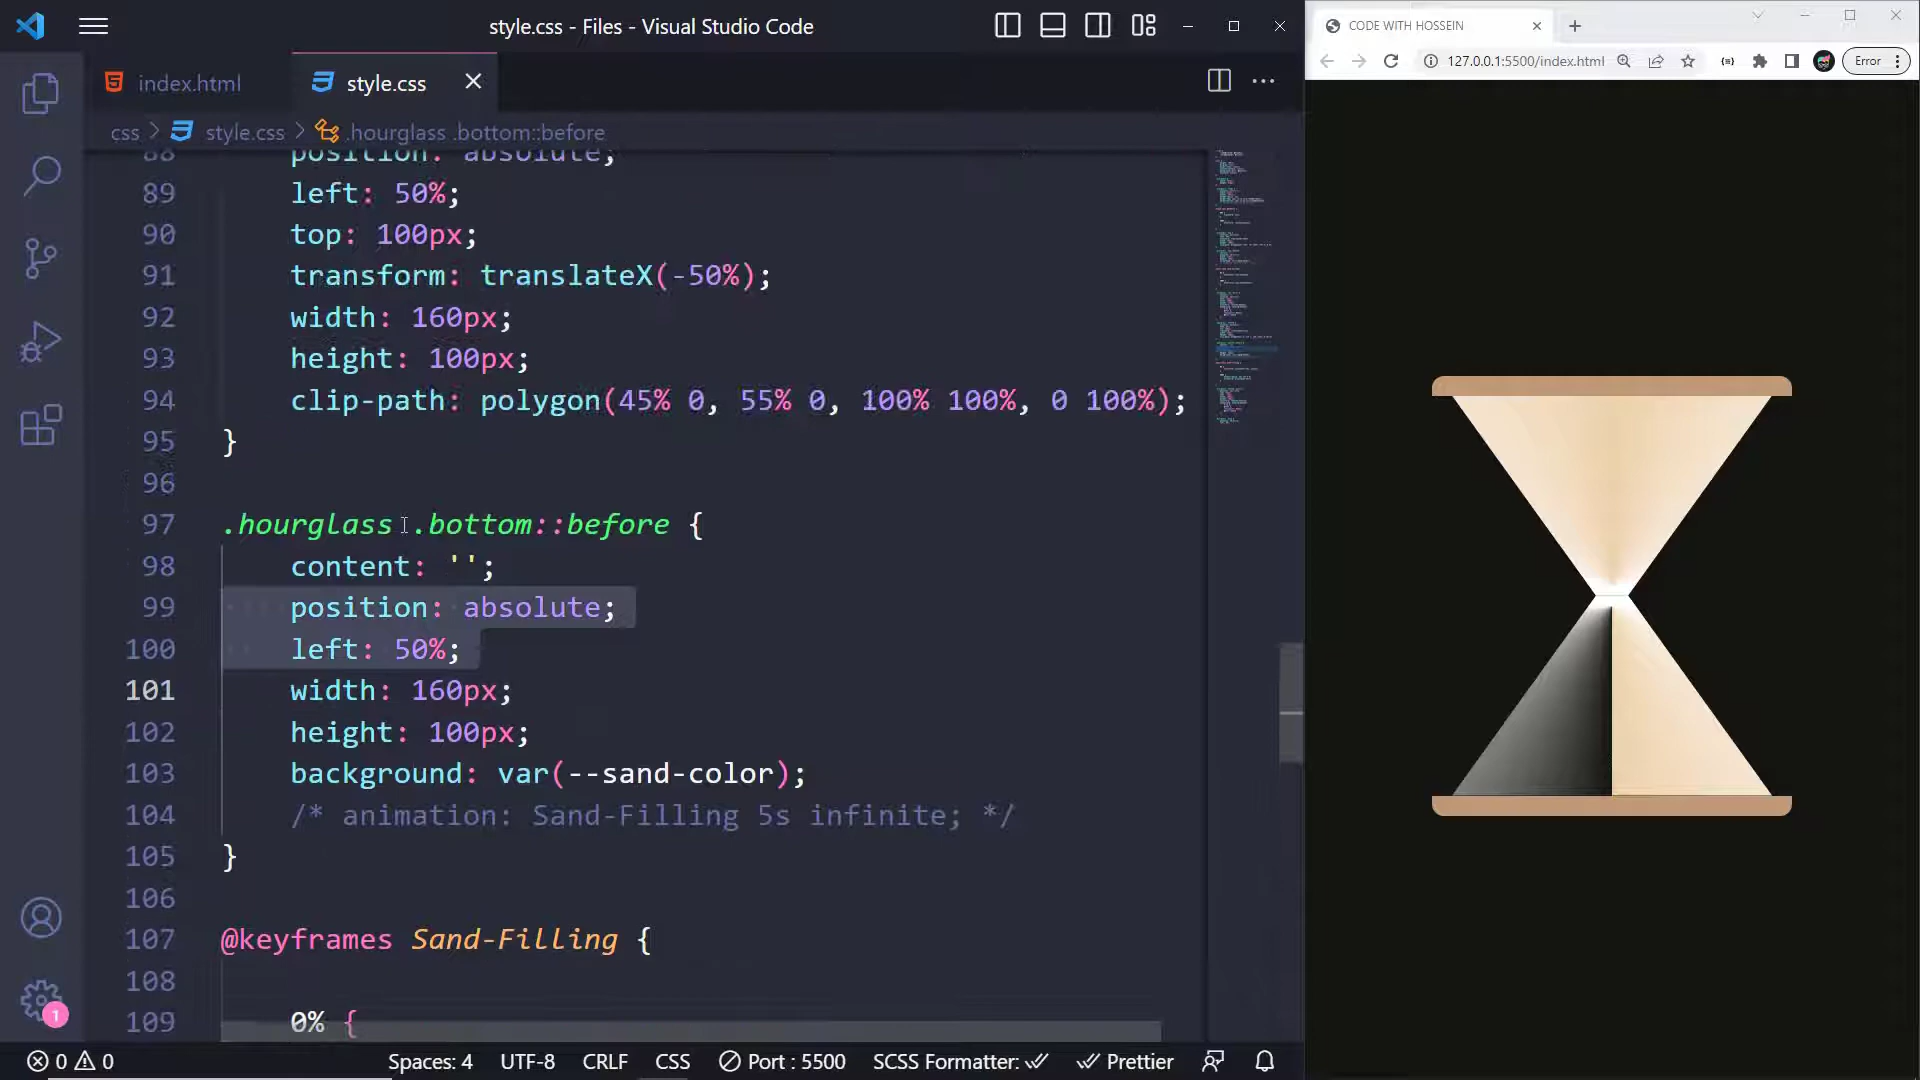 style.css - Files - Visual Studio Code
CODE WITH HOSSEIN
127.0.0.1:5500/index.html
Error
index.html
style.css
css > style.css > .hourglass .bottom::before
88 position: absolute;
89 left: 50%;
90 top: 100px;
91 transform: translateX(-50%);
92 width: 160px;
93 height: 100px;
94 clip-path: polygon(45% 0, 55% 0, 100% 100%, 0 100%);
95 }
96
97 .hourglass .bottom::before {
98 content: '';
99 position: absolute;
100 left: 50%;
101 width: 160px;
102 height: 100px;
103 background: var(--sand-color);
104 /* animation: Sand-Filling 5s infinite; */
105 }
106
107 @keyframes Sand-Filling {
108
109 0% {
1
0 0 Spaces: 4 UTF-8 CRLF CSS Port : 5500 SCSS Formatter: Prettier